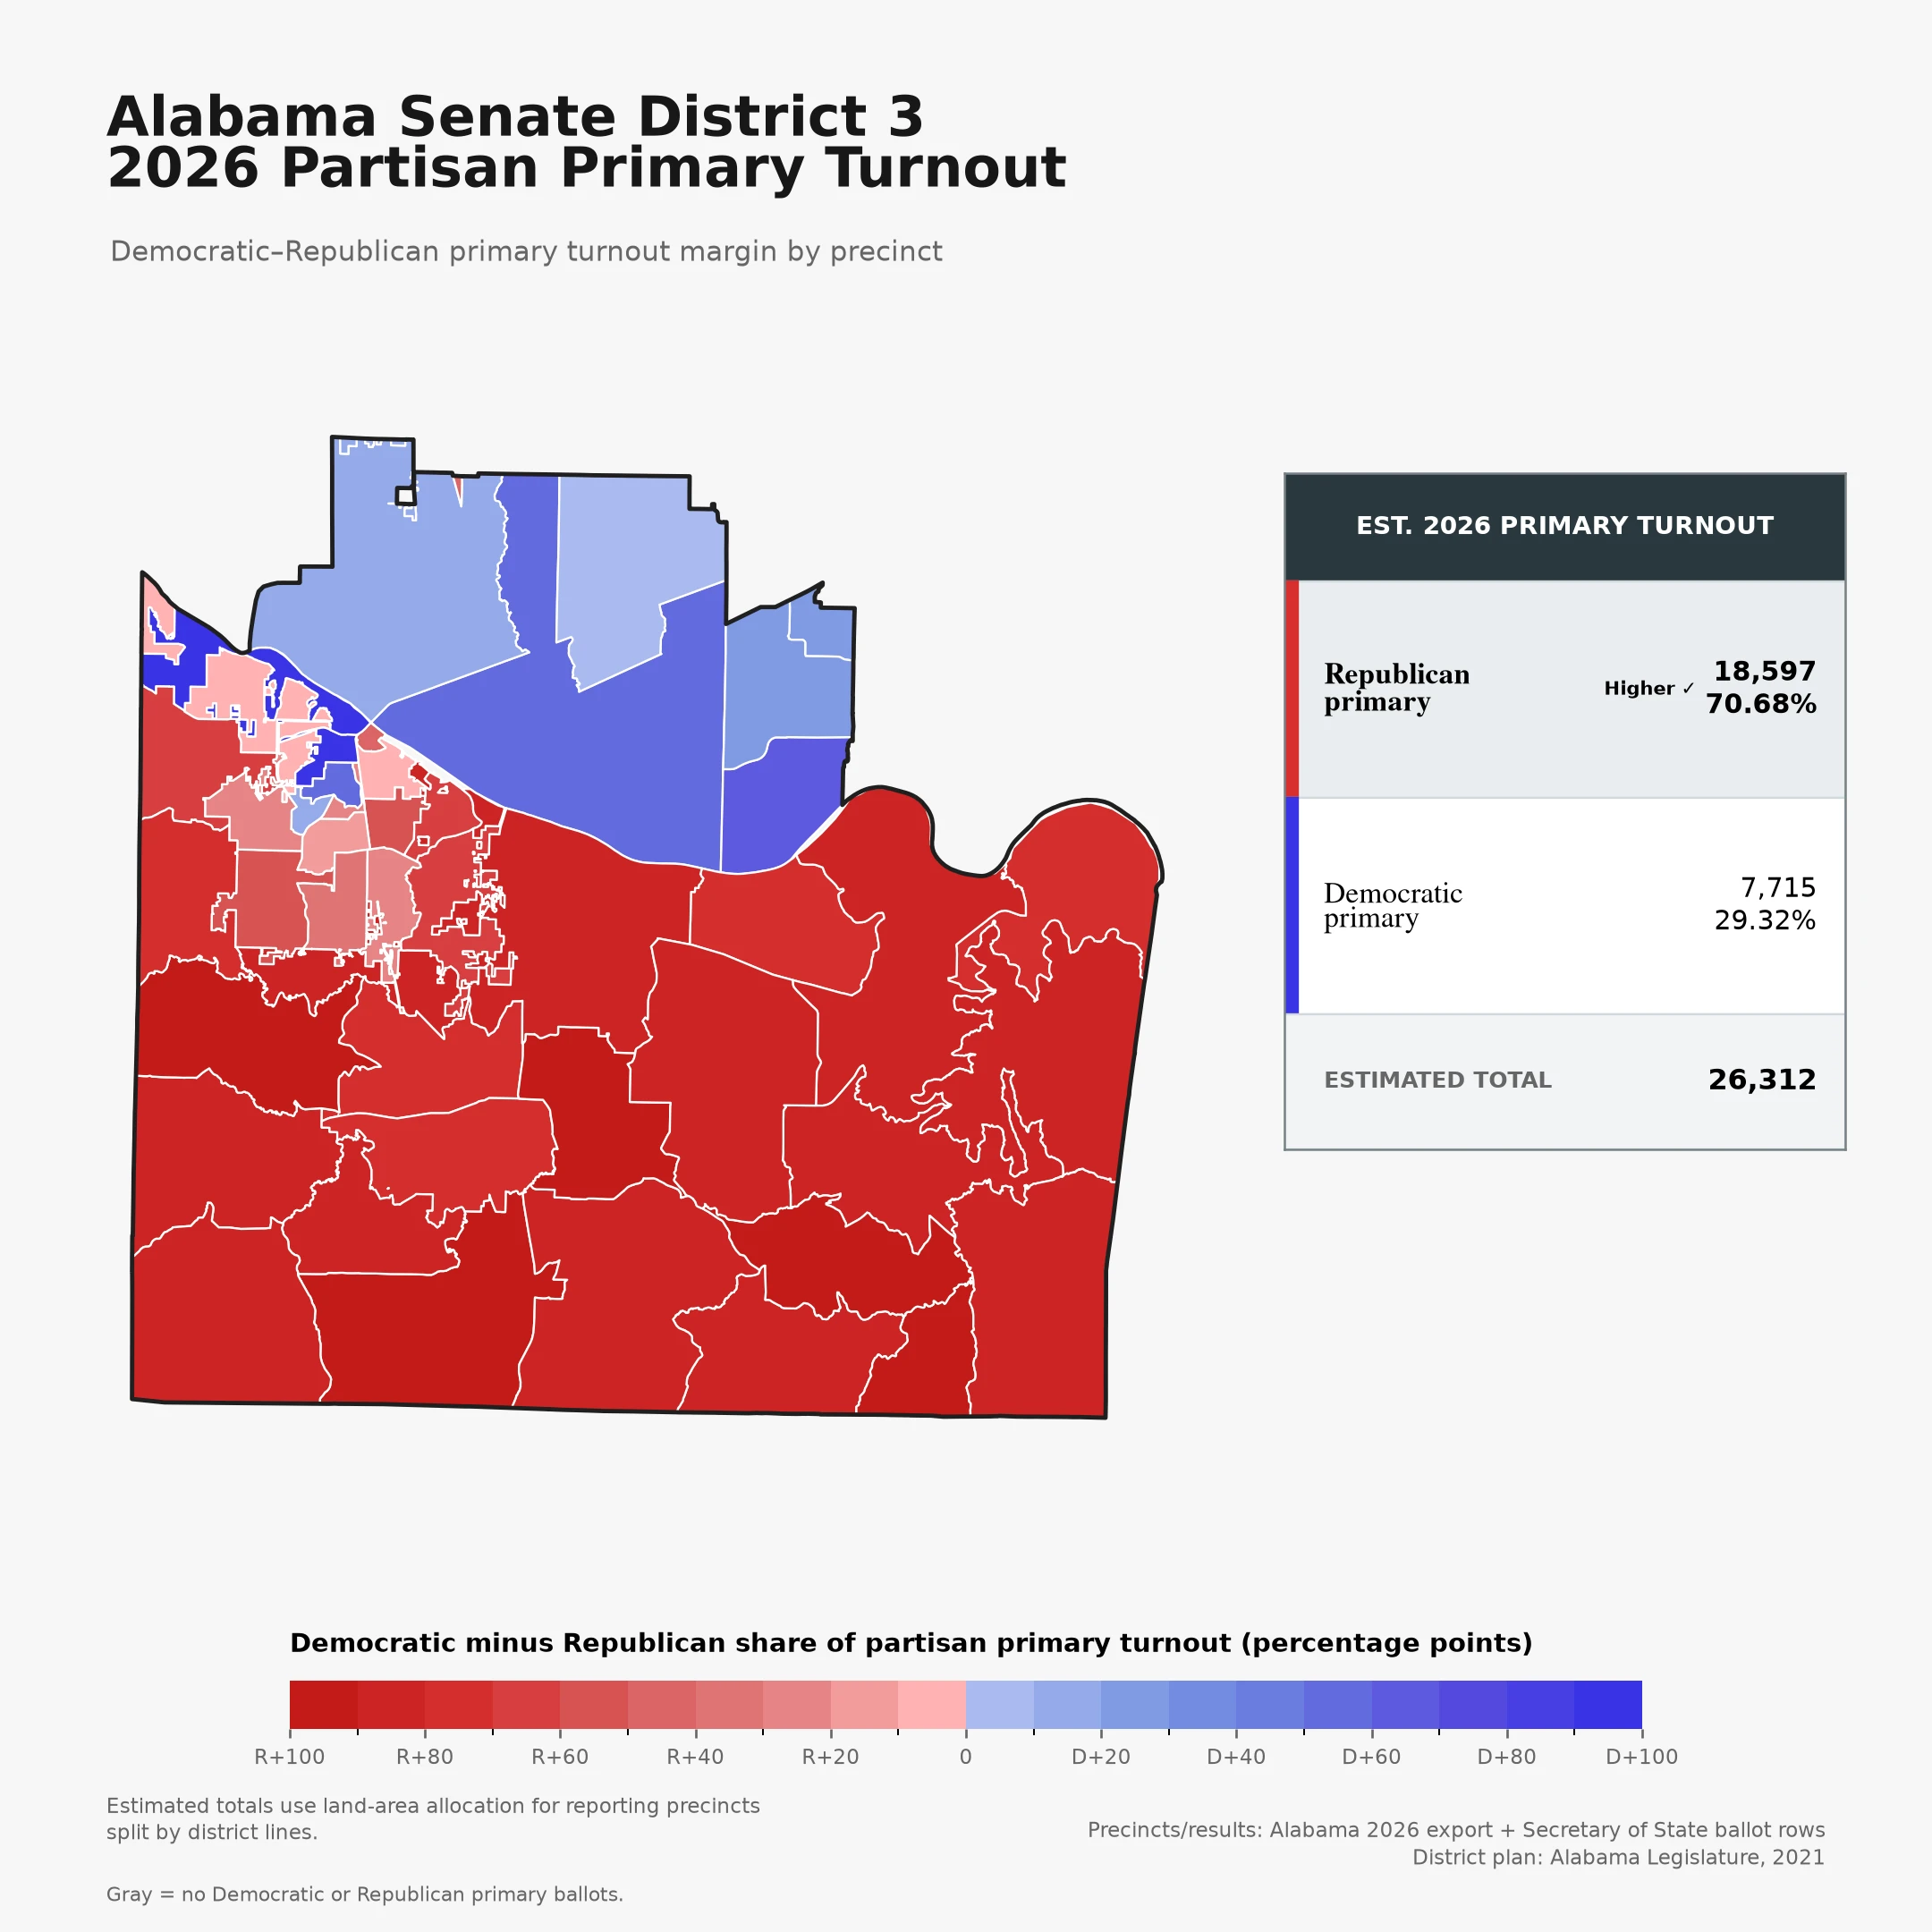 Alabama Senate District 3
2026 Partisan Primary Turnout
Democratic–Republican primary turnout margin by precinct
EST. 2026 PRIMARY TURNOUT
Republican
primary
Higher ✓
18,597
70.68%
Democratic
primary
7,715
29.32%
ESTIMATED TOTAL
26,312
Democratic minus Republican share of partisan primary turnout (percentage points)
R+100 R+80 R+60 R+40 R+20 0 D+20 D+40 D+60 D+80 D+100
Estimated totals use land-area allocation for reporting precincts
split by district lines.
Gray = no Democratic or Republican primary ballots.
Precincts/results: Alabama 2026 export + Secretary of State ballot rows
District plan: Alabama Legislature, 2021